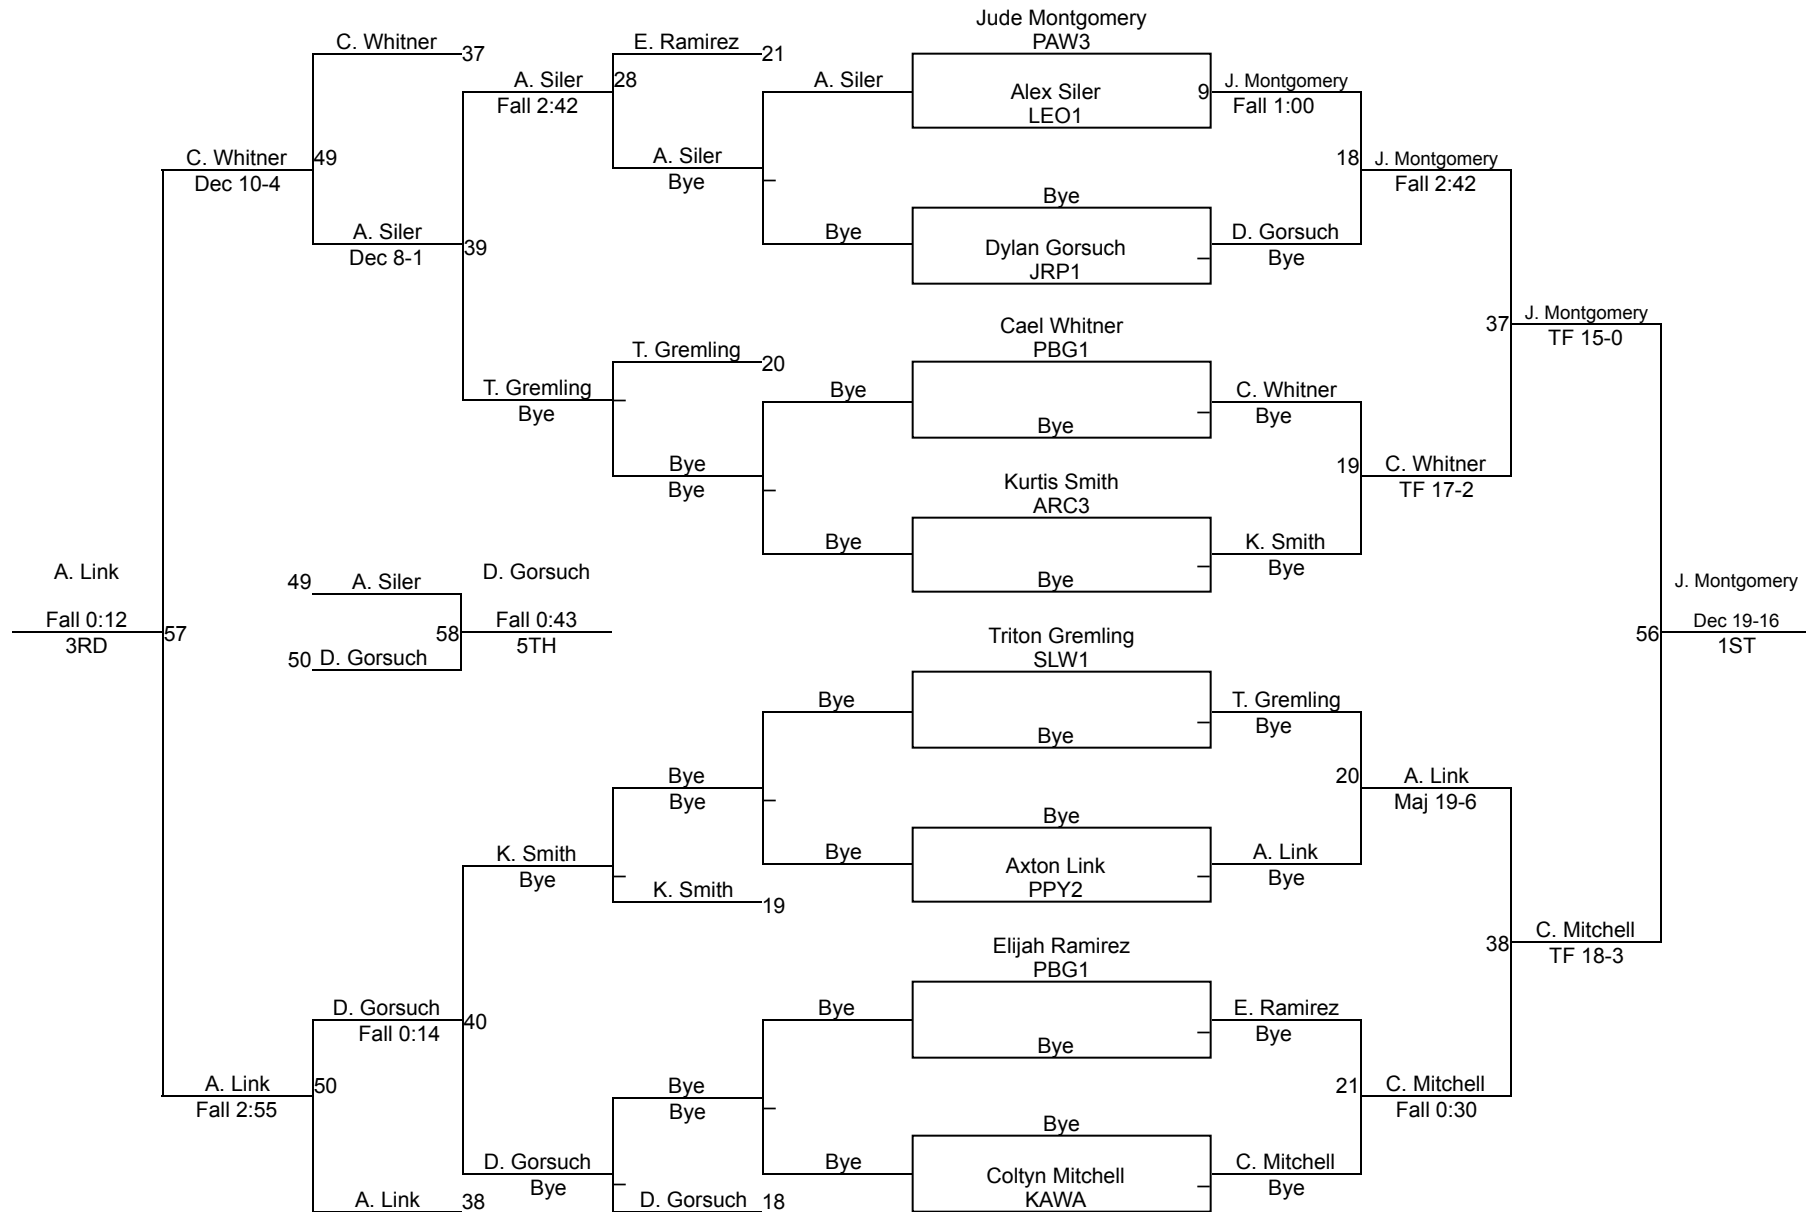 Jude Montgomery
PAW3
C. Whitner
37
E. Ramirez
21
A. Siler
28
Fall 2:42
A. Siler
Alex Siler
LEO1
9
J. Montgomery
Fall 1:00
C. Whitner
49
Dec 10-4
A. Siler
Bye
18
J. Montgomery
Fall 2:42
Bye
A. Siler
39
Dec 8-1
Bye
Dylan Gorsuch
JRP1
D. Gorsuch
Bye
Cael Whitner
PBG1
37
J. Montgomery
TF 15-0
T. Gremling
20
T. Gremling
Bye
Bye
Bye
C. Whitner
Bye
Bye
Bye
19
C. Whitner
TF 17-2
Kurtis Smith
ARC3
Bye
Bye
K. Smith
Bye
A. Link
Fall 0:12
3RD
57
49
A. Siler
D. Gorsuch
58
Fall 0:43
5TH
50
D. Gorsuch
J. Montgomery
56
Dec 19-16
1ST
Triton Gremling
SLW1
Bye
Bye
T. Gremling
Bye
Bye
Bye
20
A. Link
Maj 19-6
Bye
K. Smith
Bye
Bye
Axton Link
PPY2
A. Link
Bye
K. Smith
19
Elijah Ramirez
PBG1
38
C. Mitchell
TF 18-3
D. Gorsuch
40
Fall 0:14
Bye
Bye
E. Ramirez
Bye
A. Link
50
Fall 2:55
Bye
Bye
21
C. Mitchell
Fall 0:30
Bye
D. Gorsuch
Bye
Bye
Coltyn Mitchell
KAWA
C. Mitchell
Bye
A. Link
38
D. Gorsuch
18